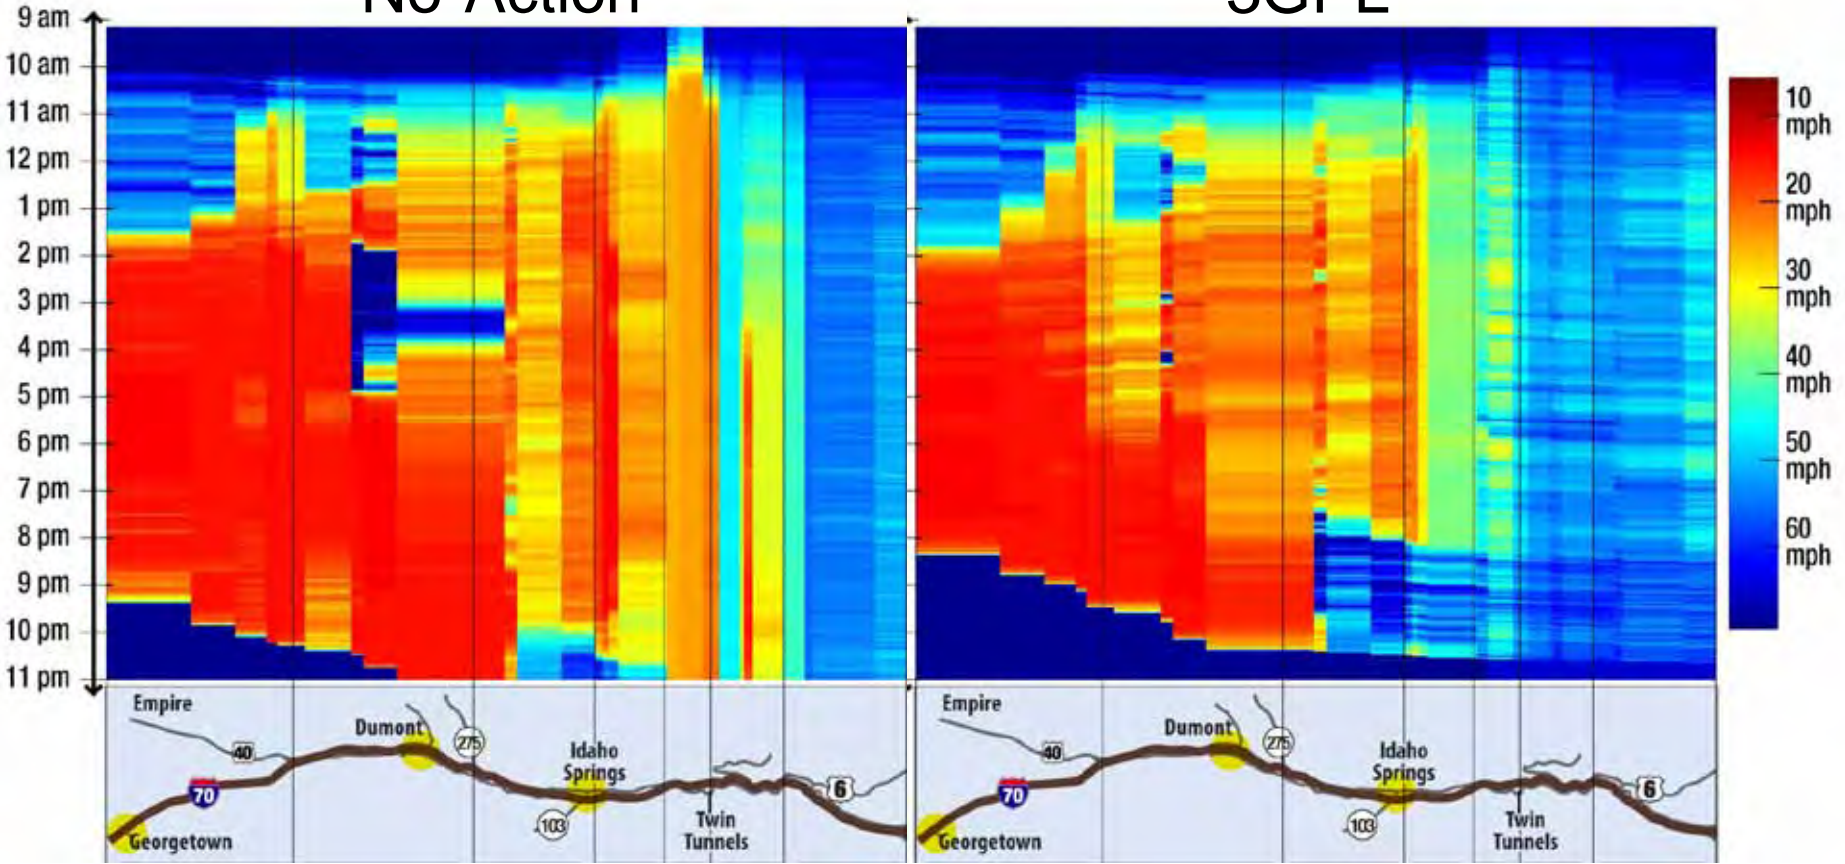 No-Action
3GPL
9 am
10 am
11 am
12 pm
1 pm
2 pm
3 pm
4 pm
5 pm
6 pm
7 pm
8 pm
9 pm
10 pm
11 pm
10
mph
20
mph
30
mph
40
mph
50
mph
60
mph
Empire
40
Dumont
275
Idaho
Springs
70
6
103
Twin
Tunnels
Georgetown
Empire
40
Dumont
275
Idaho
Springs
70
6
103
Twin
Tunnels
Georgetown